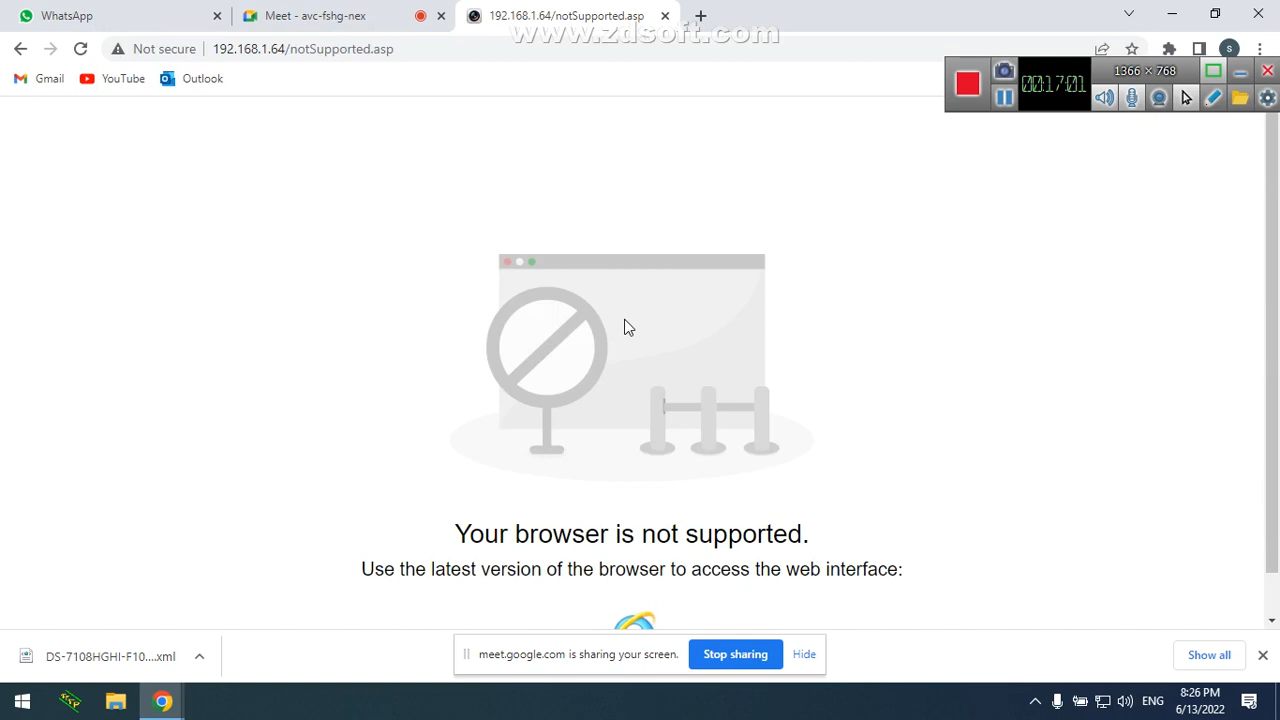 WhatsApp
Meet - avc-fshg-nex
192.168.1.64/notSupported.asp
www.zdsoft.com
Not secure
192.168.1.64/notSupported.asp
S
Gmail
YouTube
Outlook
00:17:01
1366 × 768
Your browser is not supported.
Use the latest version of the browser to access the web interface:
DS-7108HGHI-F10....xml
meet.google.com is sharing your screen.
Stop sharing
Hide
Show all
ENG
8:26 PM
6/13/2022